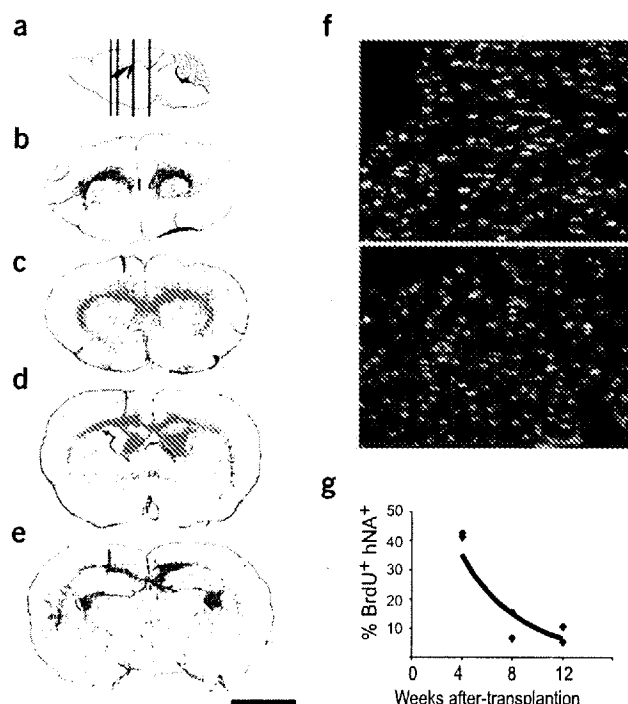 a
b
c
d
e
f
g
% BrdU⁺ hNA⁺
50
40
30
20
10
0 4 8 12
Weeks after-transplantion